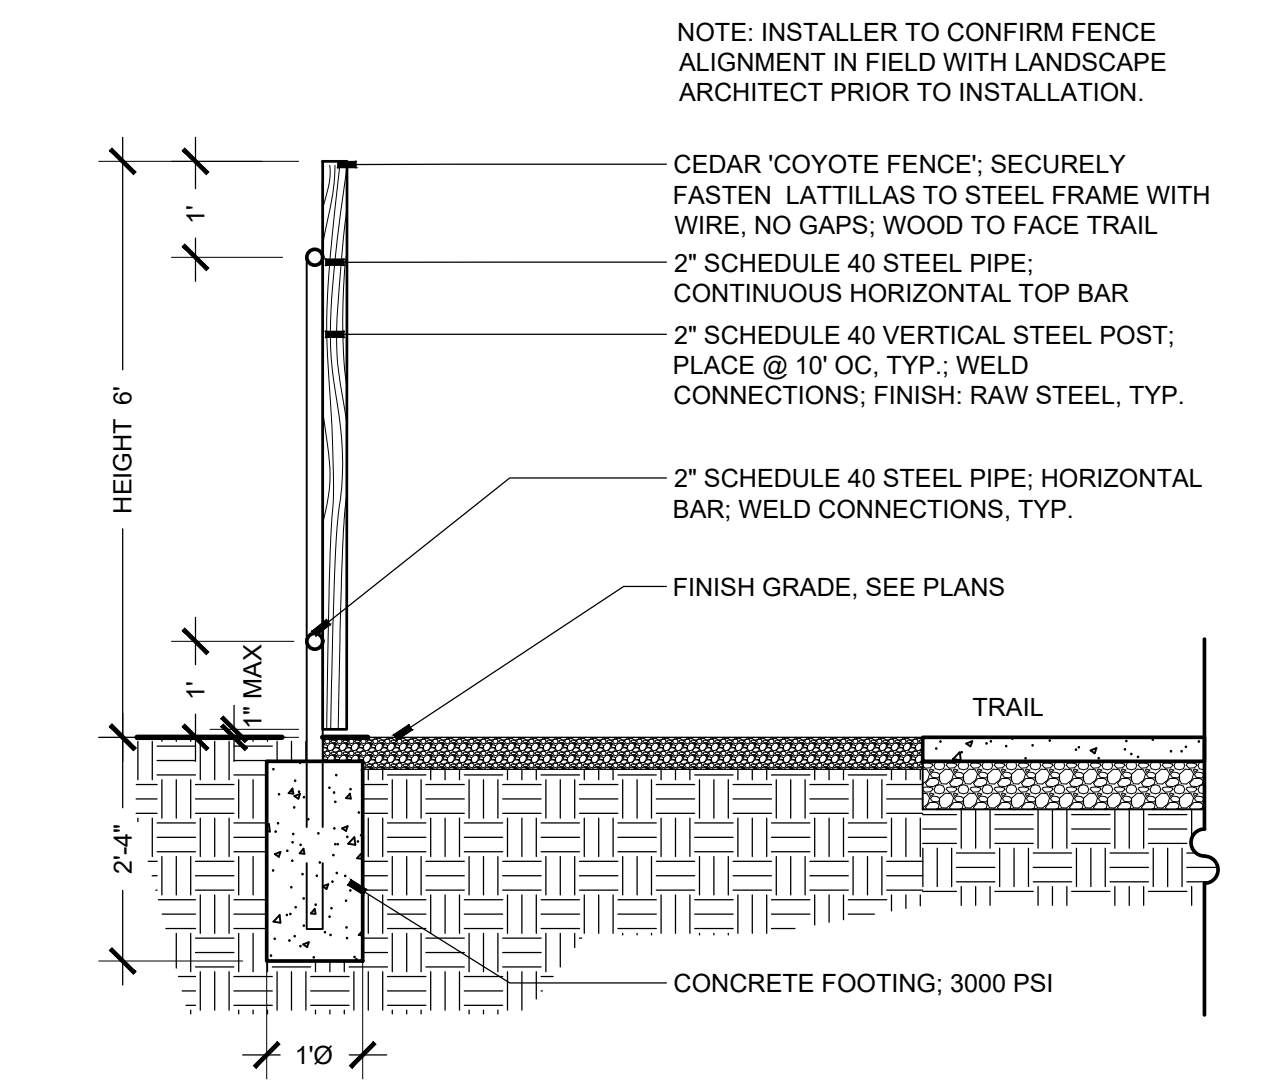 NOTE: INSTALLER TO CONFIRM FENCE
ALIGNMENT IN FIELD WITH LANDSCAPE
ARCHITECT PRIOR TO INSTALLATION.
CEDAR 'COYOTE FENCE'; SECURELY
FASTEN LATTILLAS TO STEEL FRAME WITH
WIRE, NO GAPS; WOOD TO FACE TRAIL
2" SCHEDULE 40 STEEL PIPE;
CONTINUOUS HORIZONTAL TOP BAR
2" SCHEDULE 40 VERTICAL STEEL POST;
PLACE @ 10' OC, TYP.; WELD
CONNECTIONS; FINISH: RAW STEEL, TYP.
2" SCHEDULE 40 STEEL PIPE; HORIZONTAL
BAR; WELD CONNECTIONS, TYP.
FINISH GRADE, SEE PLANS
TRAIL
CONCRETE FOOTING; 3000 PSI
1'
HEIGHT 6'
1'
1" MAX
2'-4"
1'Ø